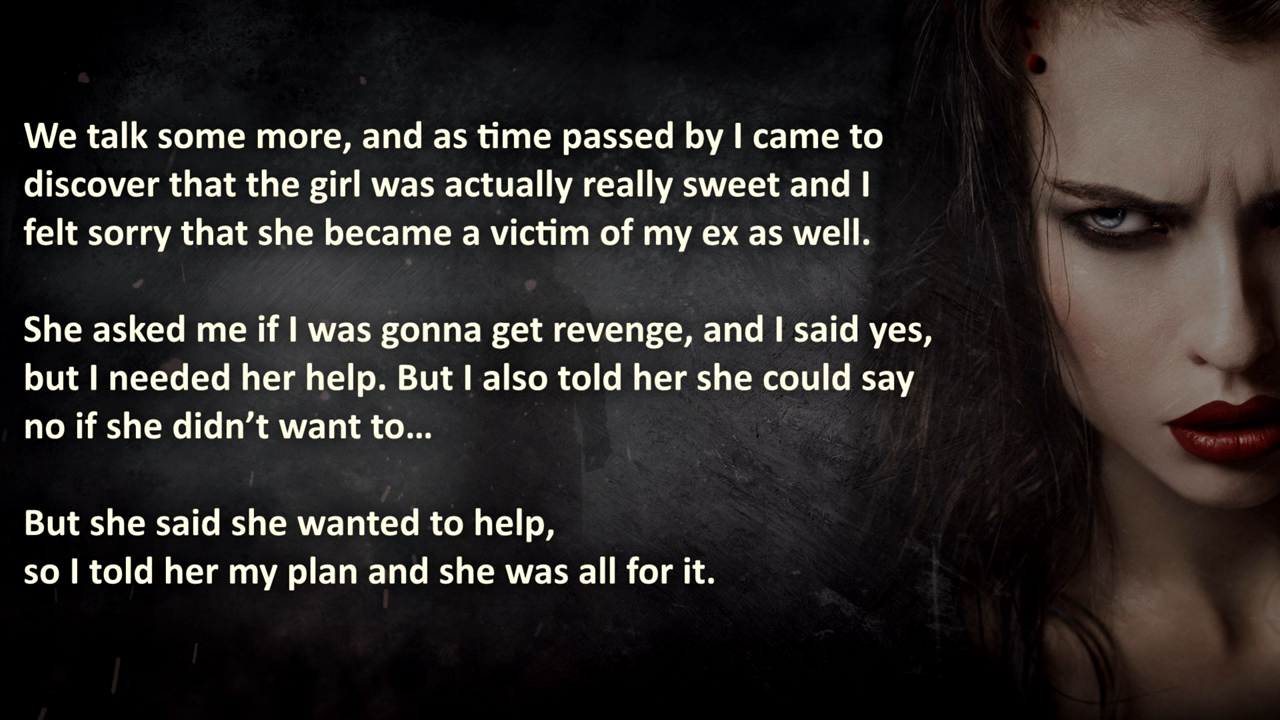 We talk some more, and as time passed by I came to
discover that the girl was actually really sweet and I
felt sorry that she became a victim of my ex as well.
She asked me if I was gonna get revenge, and I said yes,
but I needed her help. But I also told her she could say
no if she didn’t want to…
But she said she wanted to help,
so I told her my plan and she was all for it.